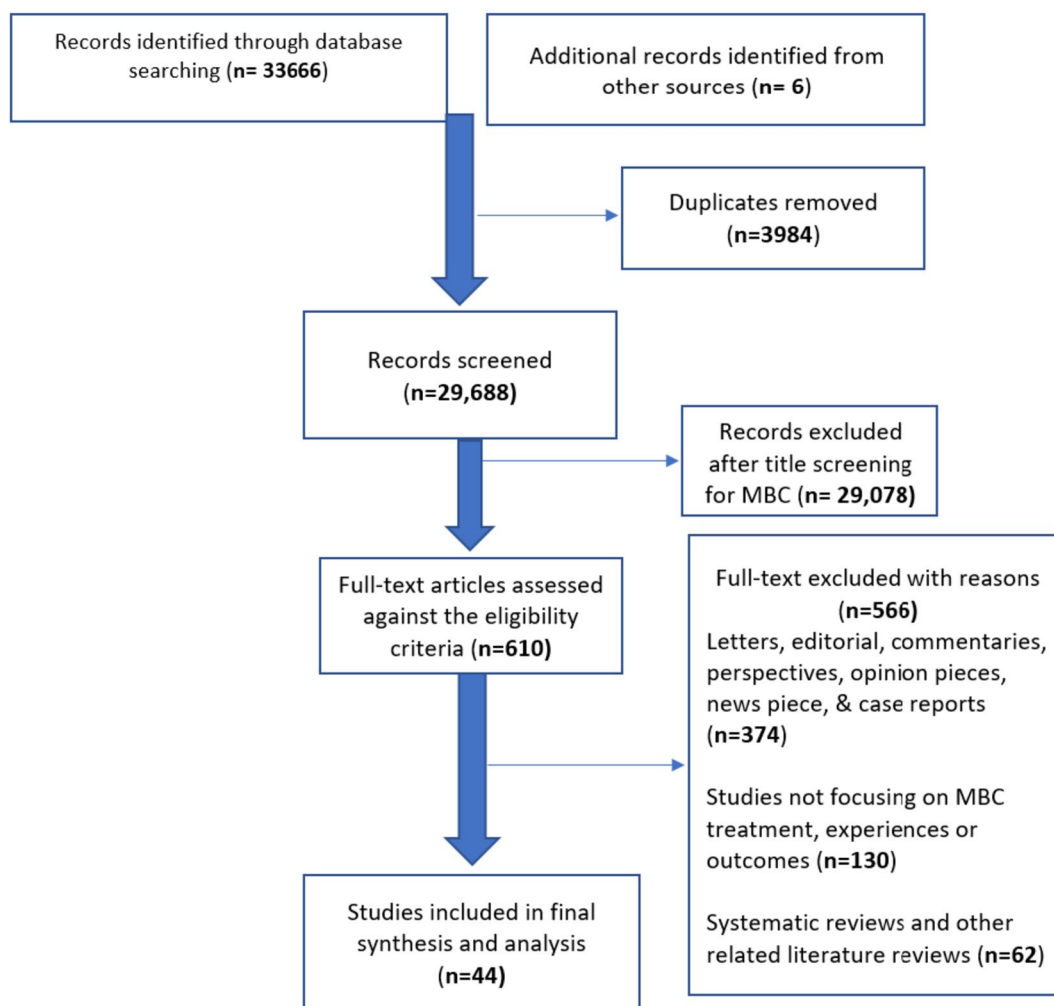 Records identified through database
searching (n= 33666)
Additional records identified from
other sources (n= 6)
Duplicates removed
(n=3984)
Records screened
(n=29,688)
Records excluded
after title screening
for MBC (n= 29,078)
Full-text articles assessed
against the eligibility
criteria (n=610)
Full-text excluded with reasons
(n=566)
Letters, editorial, commentaries,
perspectives, opinion pieces,
news piece, & case reports
(n=374)
Studies not focusing on MBC
treatment, experiences or
outcomes (n=130)
Systematic reviews and other
related literature reviews (n=62)
Studies included in final
synthesis and analysis
(n=44)